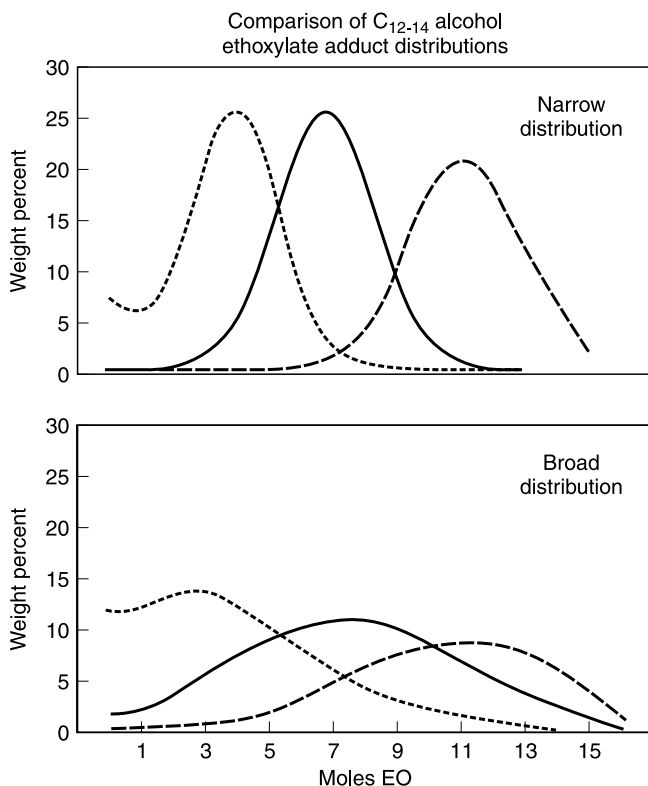 Comparison of C12-14 alcohol
ethoxylate adduct distributions
30
25
20
15
10
5
0
Weight percent
Narrow
distribution
30
25
20
15
10
5
0
Weight percent
Broad
distribution
1 3 5 7 9 11 13 15
Moles EO